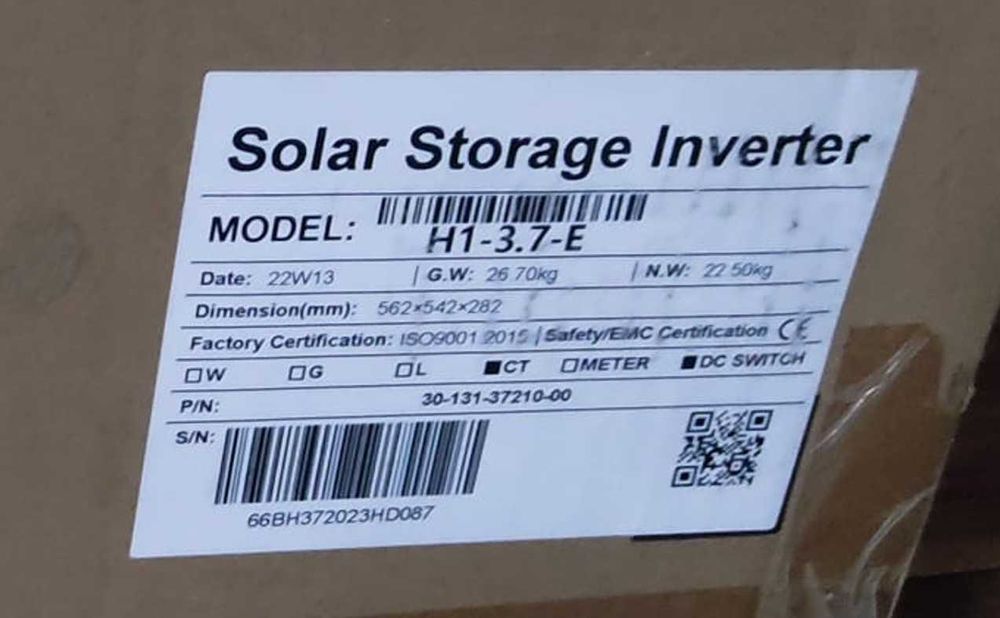 Solar Storage Inverter
MODEL:
H1-3.7-E
Date: 22W13 | G.W: 26.70kg | N.W: 22.50kg
Dimension(mm): 562×542×282
Factory Certification: ISO9001 2015 | Safety/EMC Certification CE
□W □G □L ■CT □METER ■DC SWITCH
P/N: 30-131-37210-00
S/N:
66BH372023HD087